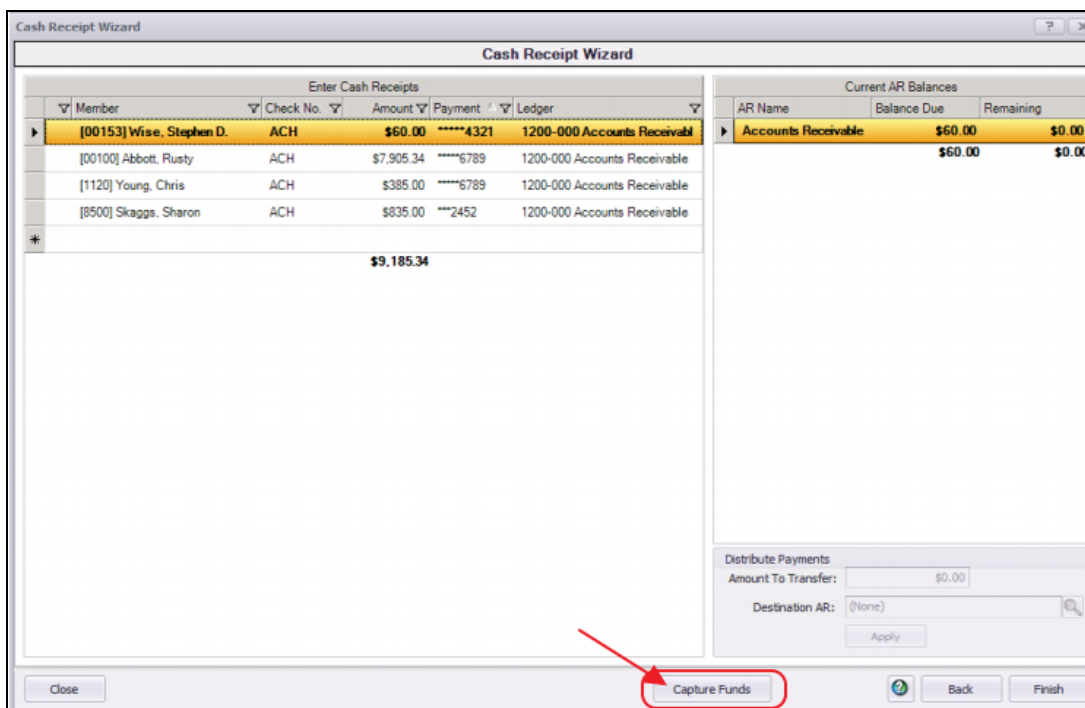 Cash Receipt Wizard
Cash Receipt Wizard
Enter Cash Receipts
Member Check No. Amount Payment Ledger
[00153] Wise, Stephen D. ACH $60.00 *****4321 1200-000 Accounts Receivabl
[00100] Abbott, Rusty ACH $7,905.34 *****6789 1200-000 Accounts Receivable
[1120] Young, Chris ACH $385.00 *****6789 1200-000 Accounts Receivable
[8500] Skaggs, Sharon ACH $835.00 ***2452 1200-000 Accounts Receivable
$9,185.34
Current AR Balances
AR Name Balance Due Remaining
Accounts Receivable $60.00 $0.00
$60.00 $0.00
Distribute Payments
Amount To Transfer: $0.00
Destination AR: (None)
Apply
Close Capture Funds ? Back Finish